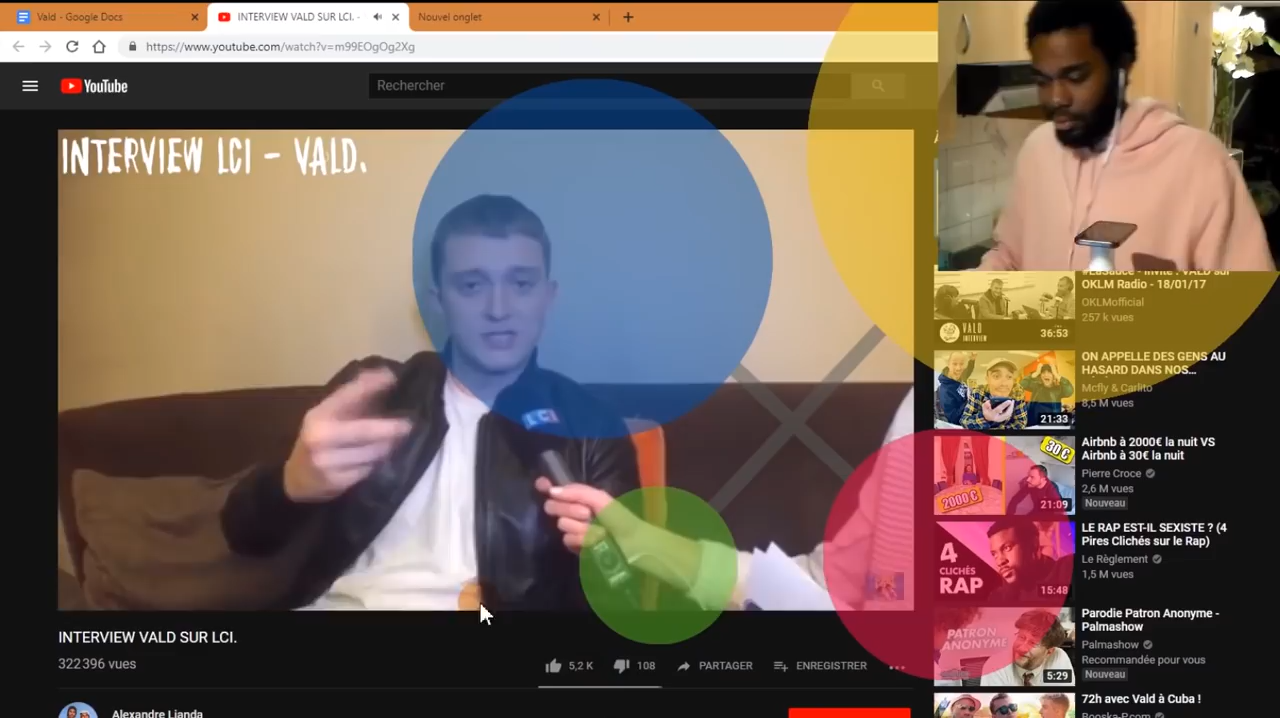 Vald - Google Docs
INTERVIEW VALD SUR LCI. -
Nouvel onglet
https://www.youtube.com/watch?v=m99EOgOg2Xg
YouTube
Rechercher
INTERVIEW LCI - VALD.
LCI
INTERVIEW VALD SUR LCI.
322 396 vues
5,2 K
108
PARTAGER
ENREGISTRER
Alexandre Lianda
#LaSauce - Invité : VALD sur
OKLM Radio - 18/01/17
OKLMofficial
257 k vues
VALD
INTERVIEW
36:53
ON APPELLE DES GENS AU
HASARD DANS NOS...
Mcfly & Carlito
8,5 M vues
21:33
Airbnb à 2000€ la nuit VS
Airbnb à 30€ la nuit
Pierre Croce
2,6 M vues
Nouveau
30€
2000€
21:09
LE RAP EST-IL SEXISTE ? (4
Pires Clichés sur le Rap)
Le Règlement
1,5 M vues
4
CLICHÉS
RAP
15:48
Parodie Patron Anonyme -
Palmashow
Palmashow
Recommandée pour vous
Nouveau
PATRON
ANONYME
5:29
72h avec Vald à Cuba !
Booska-P.com